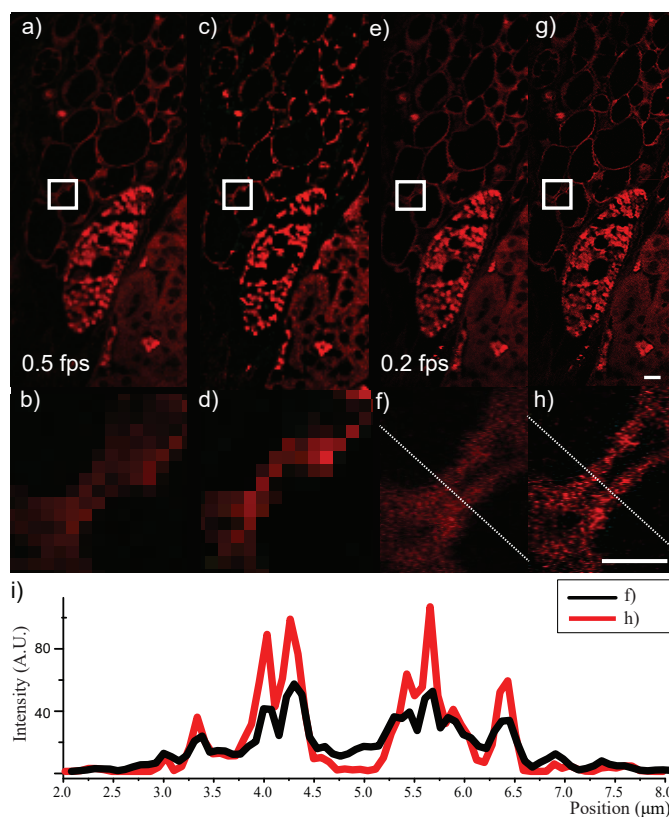 a)
c)
e)
g)
0.5 fps
0.2 fps
b)
d)
f)
h)
i)
f)
h)
Intensity (A.U.)
80
40
0
2.0 2.5 3.0 3.5 4.0 4.5 5.0 5.5 6.0 6.5 7.0 7.5 8.0
Position (μm)